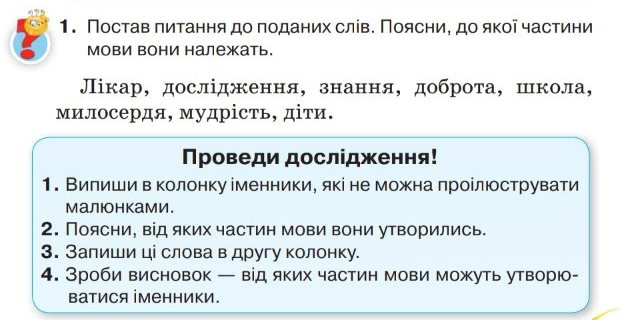 1. Постав питання до поданих слів. Поясни, до якої частини
мови вони належать.
Лікар, дослідження, знання, доброта, школа,
милосердя, мудрість, діти.
Проведи дослідження!
1. Випиши в колонку іменники, які не можна проілюструвати
малюнками.
2. Поясни, від яких частин мови вони утворились.
3. Запиши ці слова в другу колонку.
4. Зроби висновок — від яких частин мови можуть утворю-
ватися іменники.